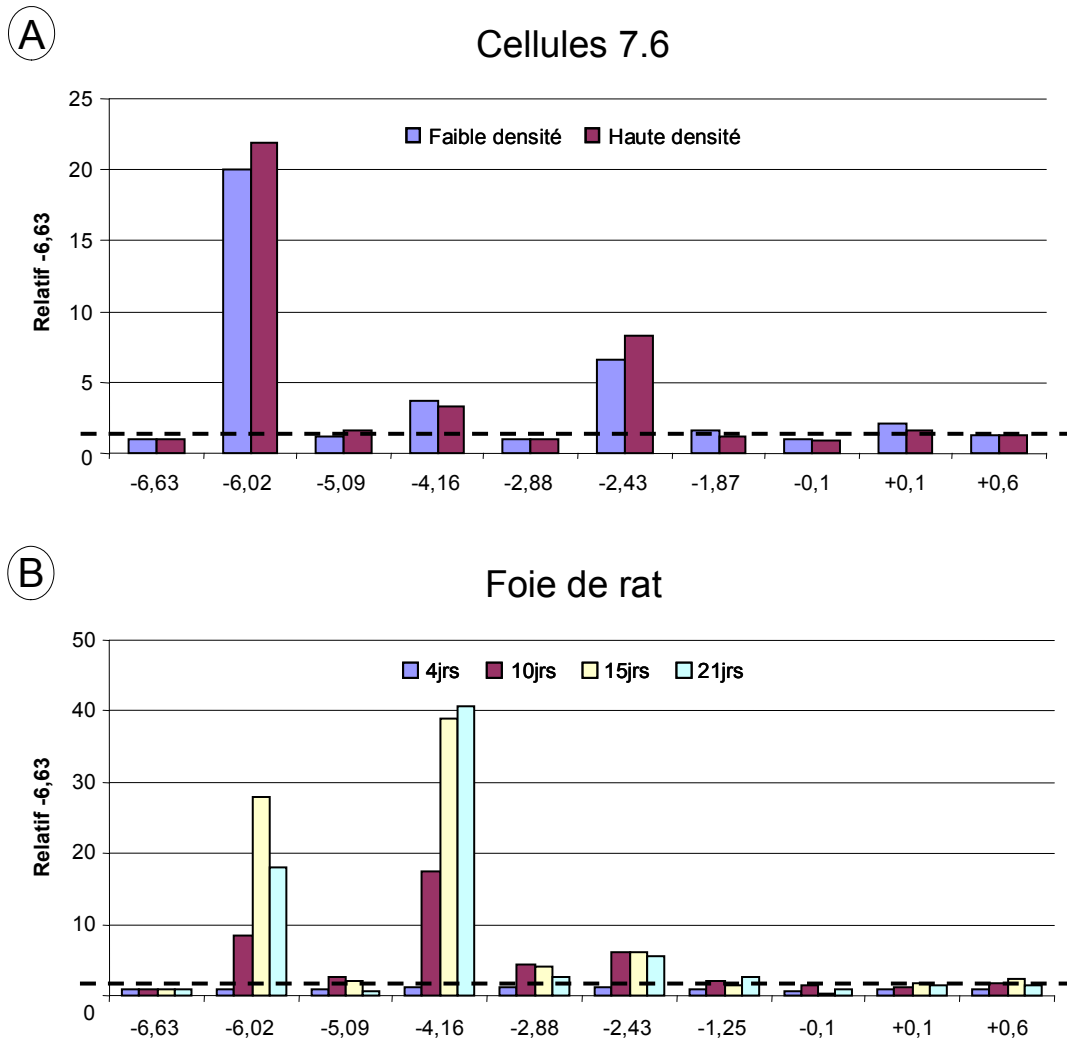 A
Cellules 7.6
25
20
15
10
5
0
Relatif -6,63
Faible densité Haute densité
-6,63 -6,02 -5,09 -4,16 -2,88 -2,43 -1,87 -0,1 +0,1 +0,6
B
Foie de rat
50
40
30
20
10
0
Relatif -6,63
4jrs 10jrs 15jrs 21jrs
-6,63 -6,02 -5,09 -4,16 -2,88 -2,43 -1,25 -0,1 +0,1 +0,6